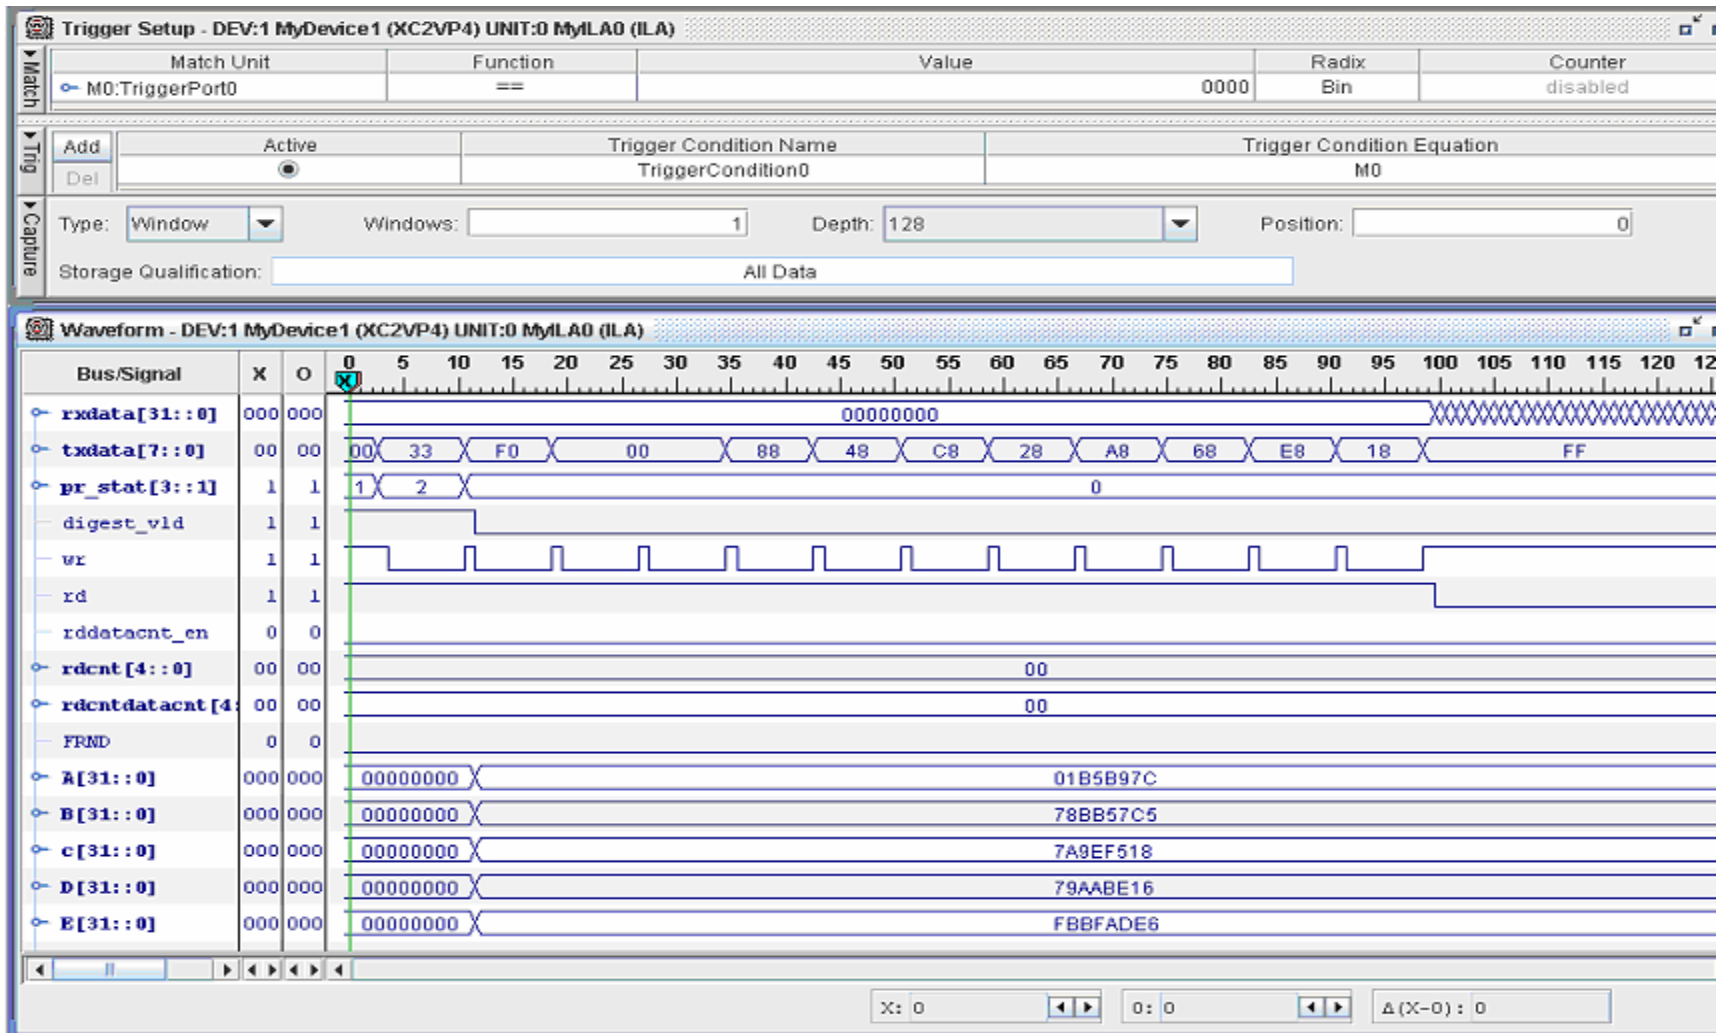 Trigger Setup - DEV:1 MyDevice1 (XC2VP4) UNIT:0 MyILA0 (ILA)
Match
Match Unit Function Value Radix Counter
M0:TriggerPort0 == 0000 Bin disabled
Trig
Add Active Trigger Condition Name Trigger Condition Equation
Del TriggerCondition0 M0
Capture
Type: Window Windows: 1 Depth: 128 Position: 0
Storage Qualification: All Data
Waveform - DEV:1 MyDevice1 (XC2VP4) UNIT:0 MyILA0 (ILA)
Bus/Signal X O 0 5 10 15 20 25 30 35 40 45 50 55 60 65 70 75 80 85 90 95 100 105 110 115 120 12
X
rxdata[31::0] 000 000 00000000
txdata[7::0] 00 00 00 33 F0 00 88 48 C8 28 A8 68 E8 18 FF
pr_stat[3::1] 1 1 1 2 0
digest_vld 1 1
wr 1 1
rd 1 1
rddatacnt_en 0 0
rdcnt[4::0] 00 00 00
rdcntdatacnt[4: 00 00 00
FRND 0 0
A[31::0] 000 000 00000000 01B5B97C
B[31::0] 000 000 00000000 78BB57C5
c[31::0] 000 000 00000000 7A9EF518
D[31::0] 000 000 00000000 79AABE16
E[31::0] 000 000 00000000 FBBFADE6
X: 0 O: 0 Δ(X-O): 0